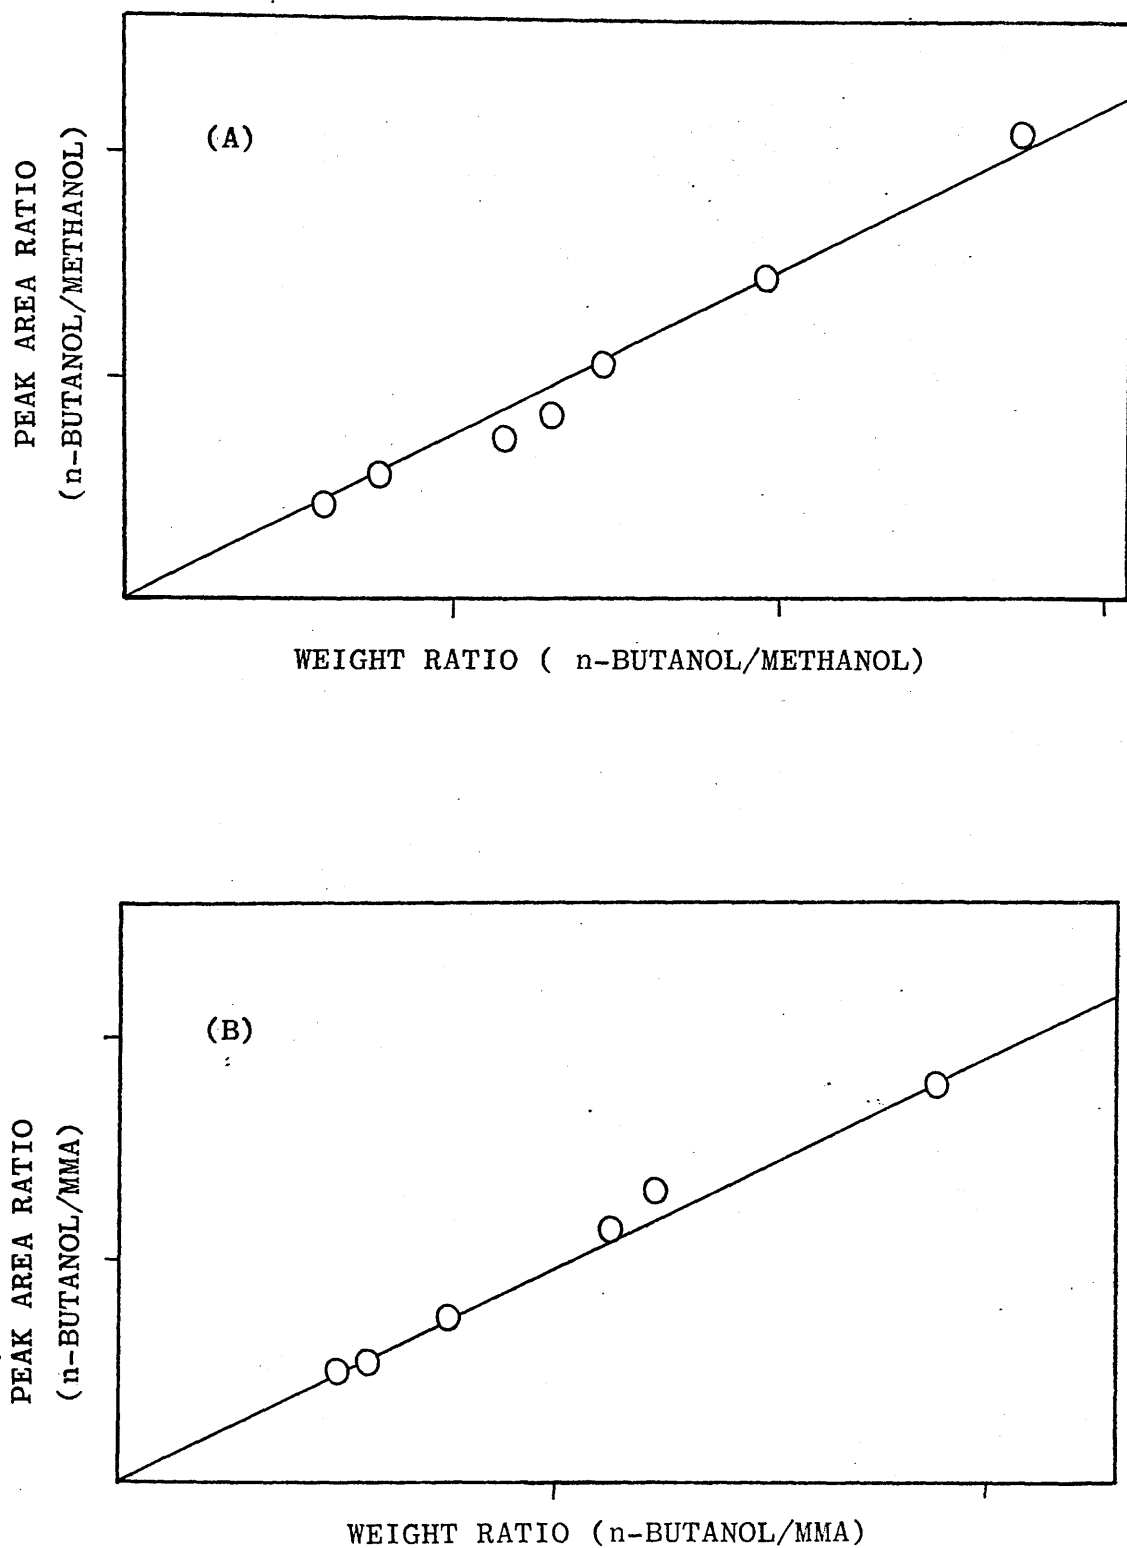 (A)
PEAK AREA RATIO
(n-BUTANOL/METHANOL)
WEIGHT RATIO ( n-BUTANOL/METHANOL)
(B)
PEAK AREA RATIO
(n-BUTANOL/MMA)
WEIGHT RATIO (n-BUTANOL/MMA)